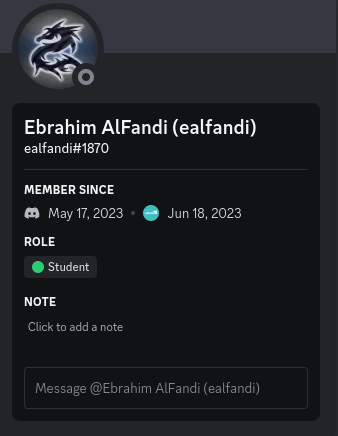 Ebrahim AlFandi (ealfandi)
ealfandi#1870
MEMBER SINCE
May 17, 2023 • Jun 18, 2023
ROLE
Student
NOTE
Click to add a note
Message @Ebrahim AlFandi (ealfandi)